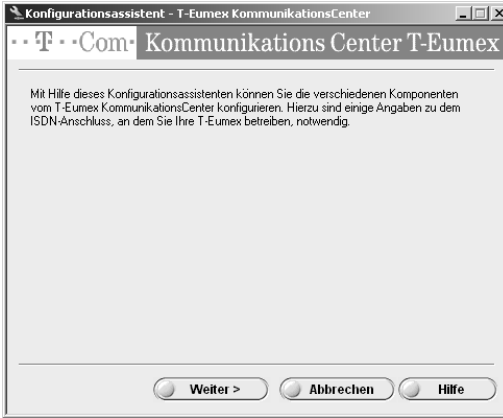 Konfigurationsassistent - T-Eumex KommunikationsCenter
· · T · · Com · Kommunikations Center T-Eumex
Mit Hilfe dieses Konfigurationsassistenten können Sie die verschiedenen Komponenten
vom T-Eumex KommunikationsCenter konfigurieren. Hierzu sind einige Angaben zu dem
ISDN-Anschluss, an dem Sie Ihre T-Eumex betreiben, notwendig.
Weiter > Abbrechen Hilfe